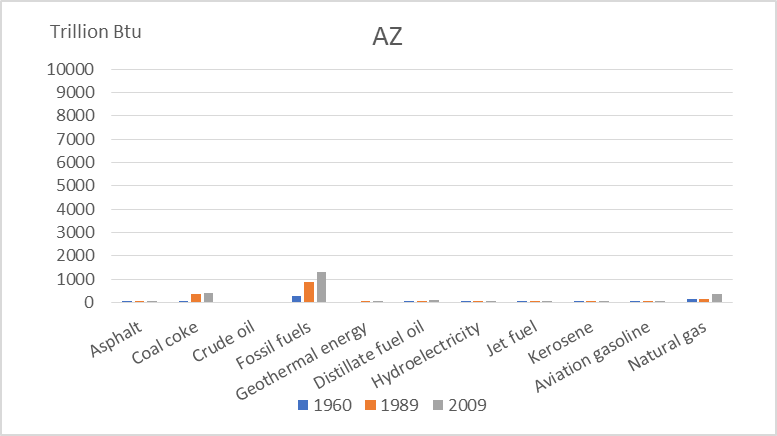 Trillion Btu
AZ
10000
9000
8000
7000
6000
5000
4000
3000
2000
1000
0
Asphalt
Coal coke
Crude oil
Fossil fuels
Geothermal energy
Distillate fuel oil
Hydroelectricity
Jet fuel
Kerosene
Aviation gasoline
Natural gas
1960 1989 2009